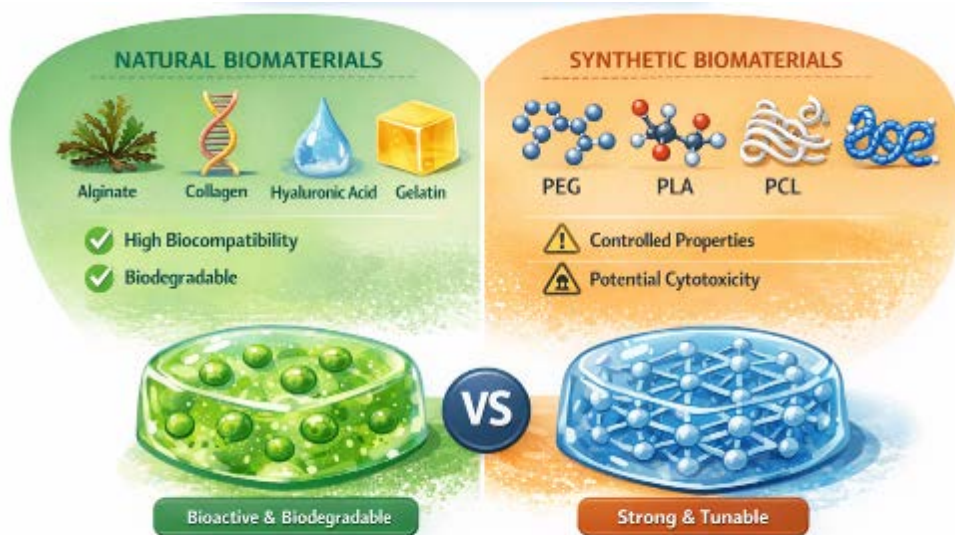 NATURAL BIOMATERIALS
Alginate
Collagen
Hyaluronic Acid
Gelatin
High Biocompatibility
Biodegradable
SYNTHETIC BIOMATERIALS
PEG
PLA
PCL
Controlled Properties
Potential Cytotoxicity
VS
Bioactive & Biodegradable
Strong & Tunable